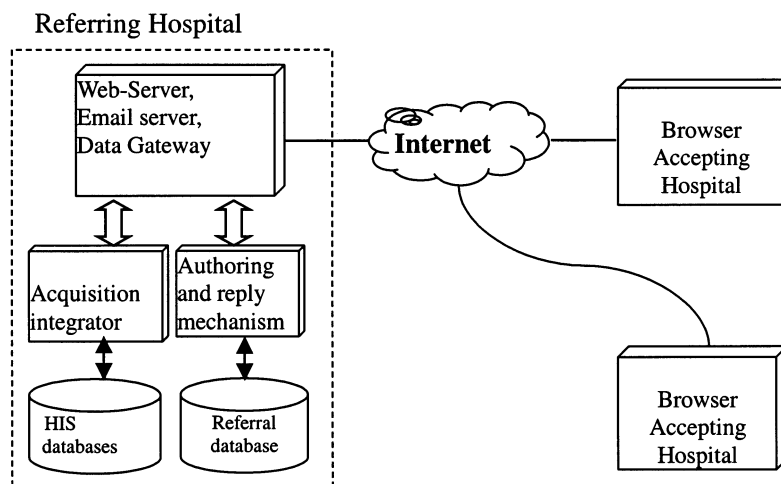 Referring Hospital
Web-Server,
Email server,
Data Gateway
Internet
Browser
Accepting
Hospital
Acquisition
integrator
Authoring
and reply
mechanism
HIS
databases
Referral
database
Browser
Accepting
Hospital